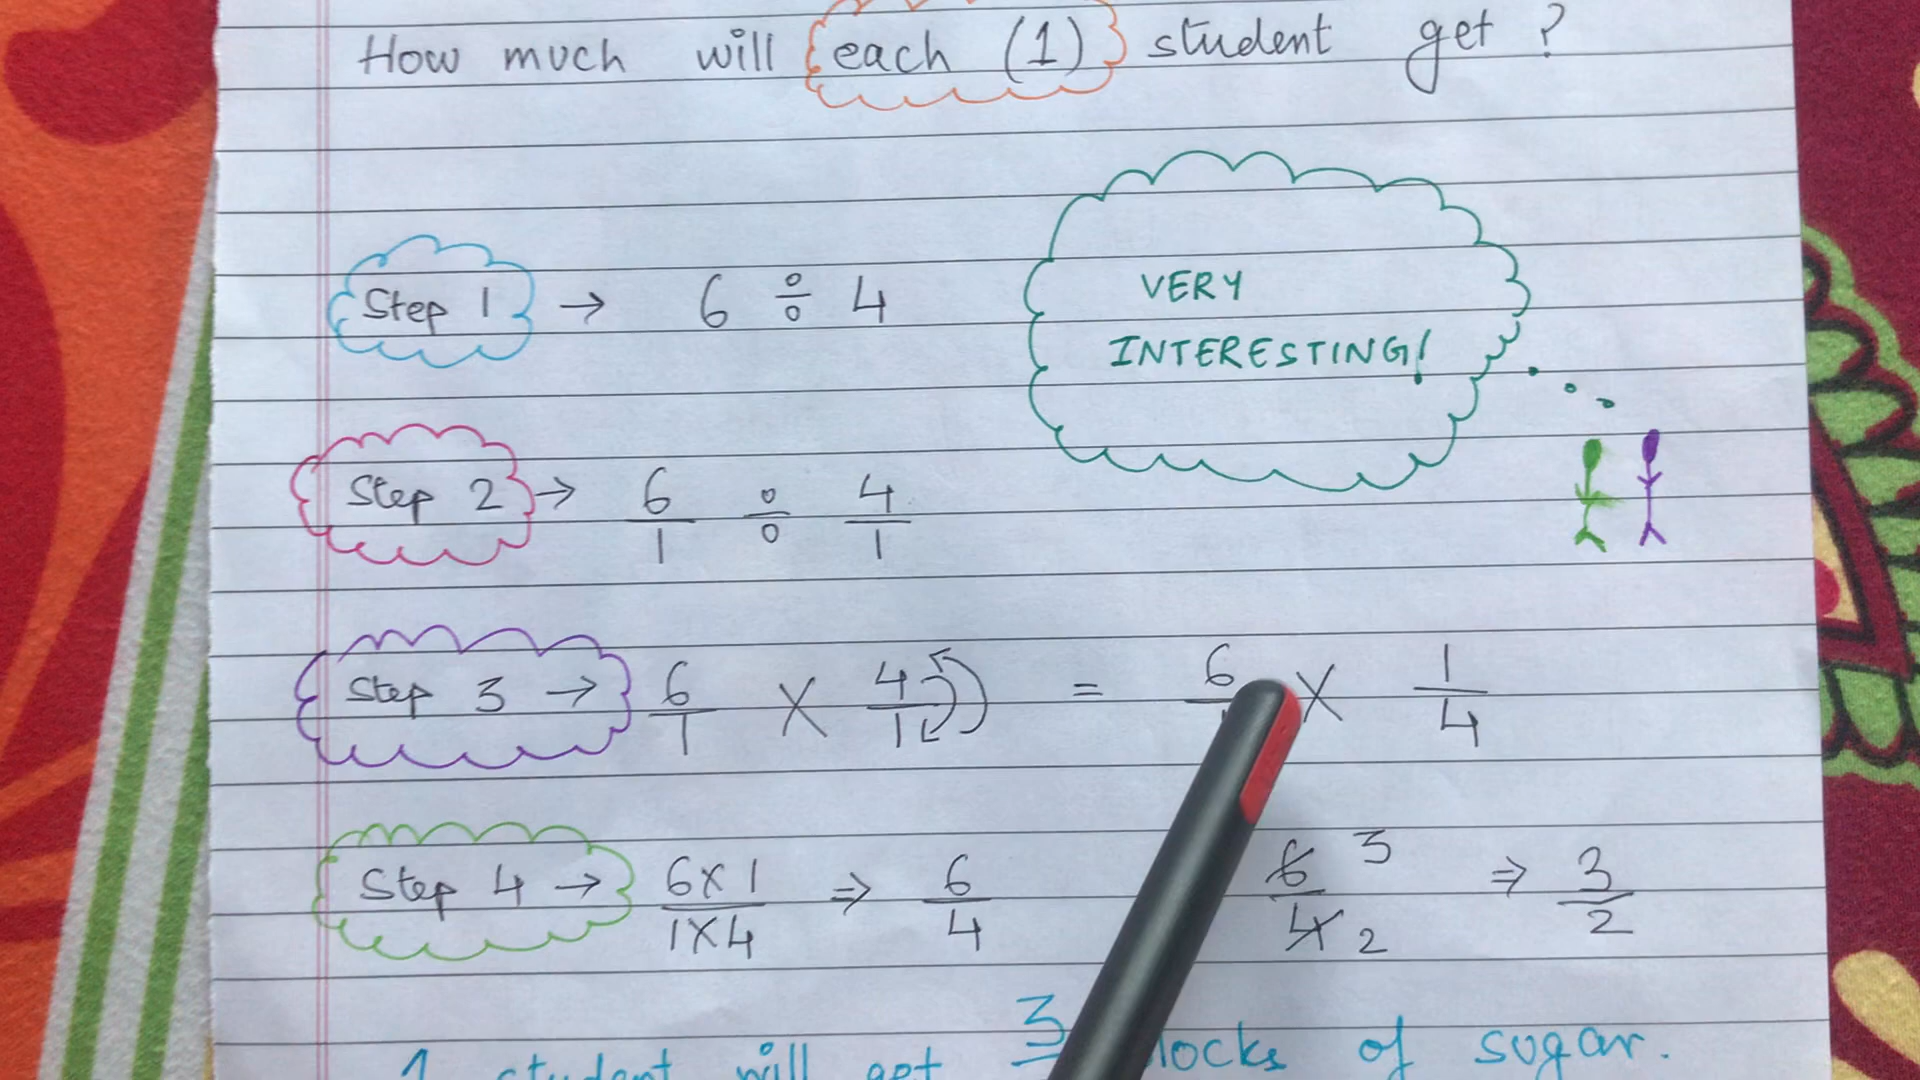 How much will each (1) student get ?
VERY
INTERESTING!
Step 1 → 6 ÷ 4
Step 2 → 6/1 ÷ 4/1
Step 3 → 6/1 X 4/1 = 6/1 X 1/4
Step 4 → 6X1/1X4 ⇒ 6/4 6/4 3 2 ⇒ 3/2
1 student will get 3 locks of sugar.